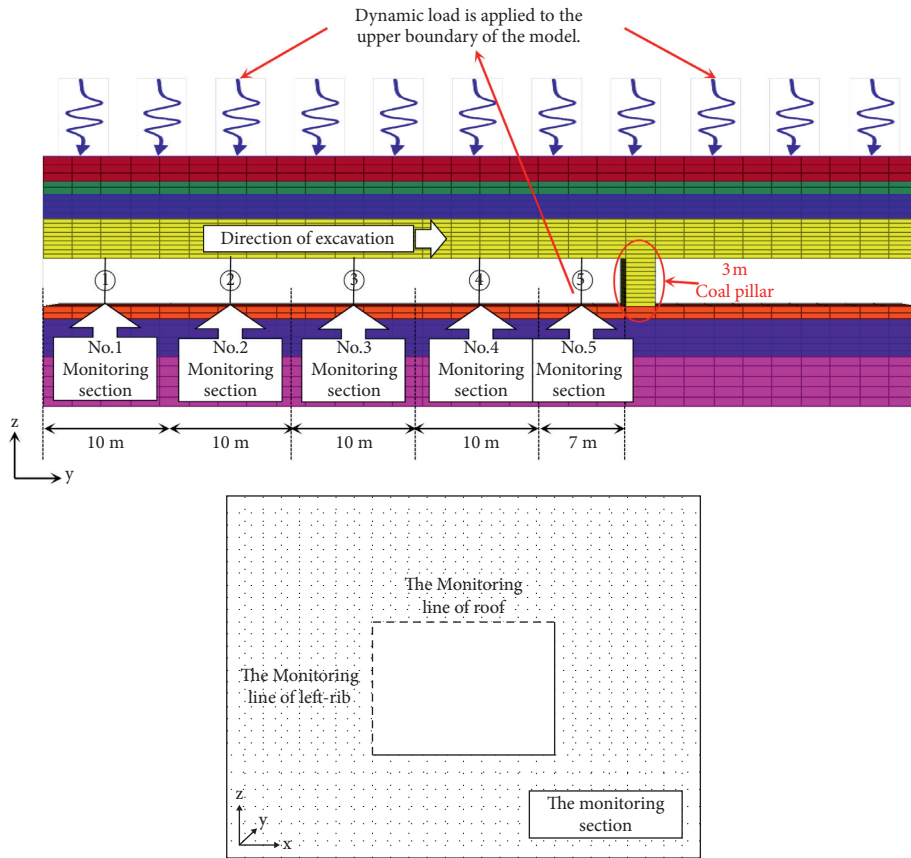 Dynamic load is applied to the
upper boundary of the model.
Direction of excavation
1
2
3
4
5
3 m
Coal pillar
No.1
Monitoring
section
No.2
Monitoring
section
No.3
Monitoring
section
No.4
Monitoring
section
No.5
Monitoring
section
z
y
10 m
10 m
10 m
10 m
7 m
The Monitoring
line of roof
The Monitoring
line of left-rib
z
y
x
The monitoring
section